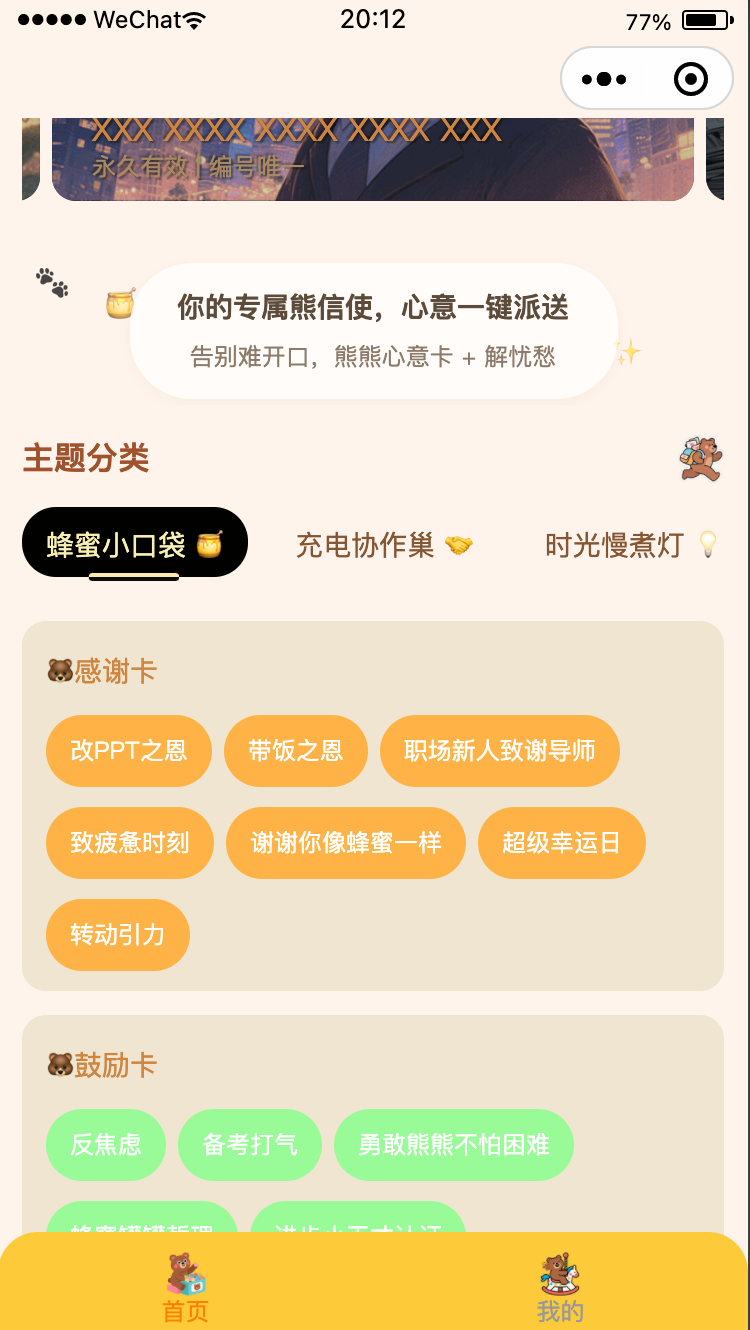 WeChat 20:12 77%
XXX XXXX XXXX XXXX XXX
永久有效 | 编号唯一
你的专属熊信使，心意一键派送
告别难开口，熊熊心意卡 + 解忧愁
主题分类
蜂蜜小口袋 充电协作巢 时光慢煮灯
感谢卡
改PPT之恩 带饭之恩 职场新人致谢导师
致疲惫时刻 谢谢你像蜂蜜一样 超级幸运日
转动引力
鼓励卡
反焦虑 备考打气 勇敢熊熊不怕困难
首页 我的